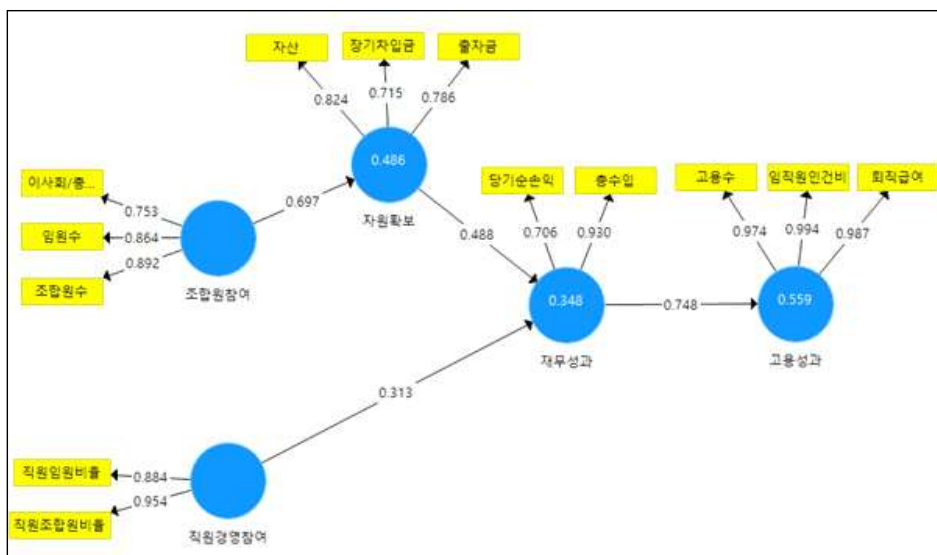 자산
장기차입금
출자금
0.824
0.715
0.786
이사회/총...
임원수
조합원수
0.753
0.864
0.892
조합원참여
0.697
0.486
자원확보
0.488
당기순손익
총수입
0.706
0.930
0.348
재무성과
0.748
고용수
임직원인건비
퇴직급여
0.974
0.994
0.987
0.559
고용성과
0.313
직원임원비율
직원조합원비율
0.884
0.954
직원경영참여